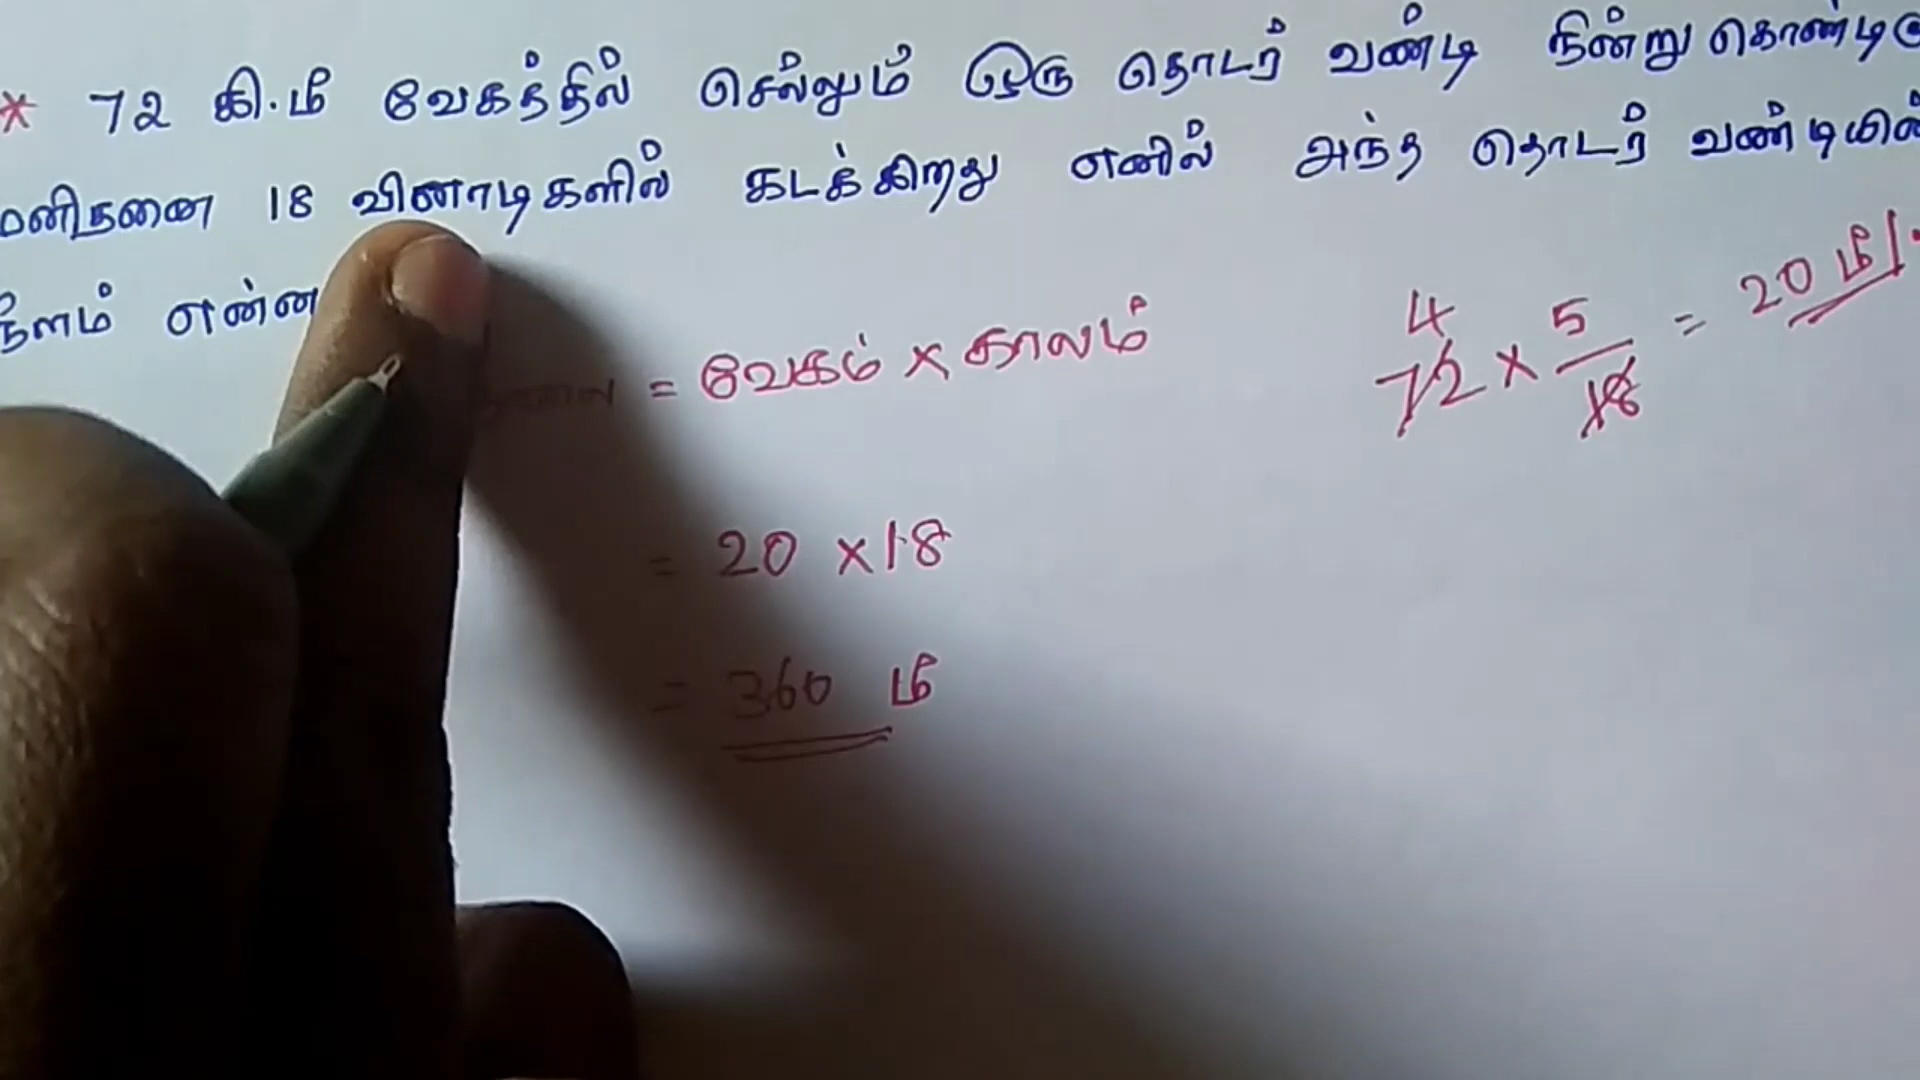 * 72 கி.மீ வேகத்தில் செல்லும் ஒரு தொடர் வண்டி நின்று
மனிதனை 18 வினாடிகளில் கடக்கிறது எனில் அந்த தொடர் வண்டியின்
நீளம் என்ன
= வேகம் × காலம்
= 20 × 18
= 360 மீ
4
72 × 5/18 = 20 மீ/